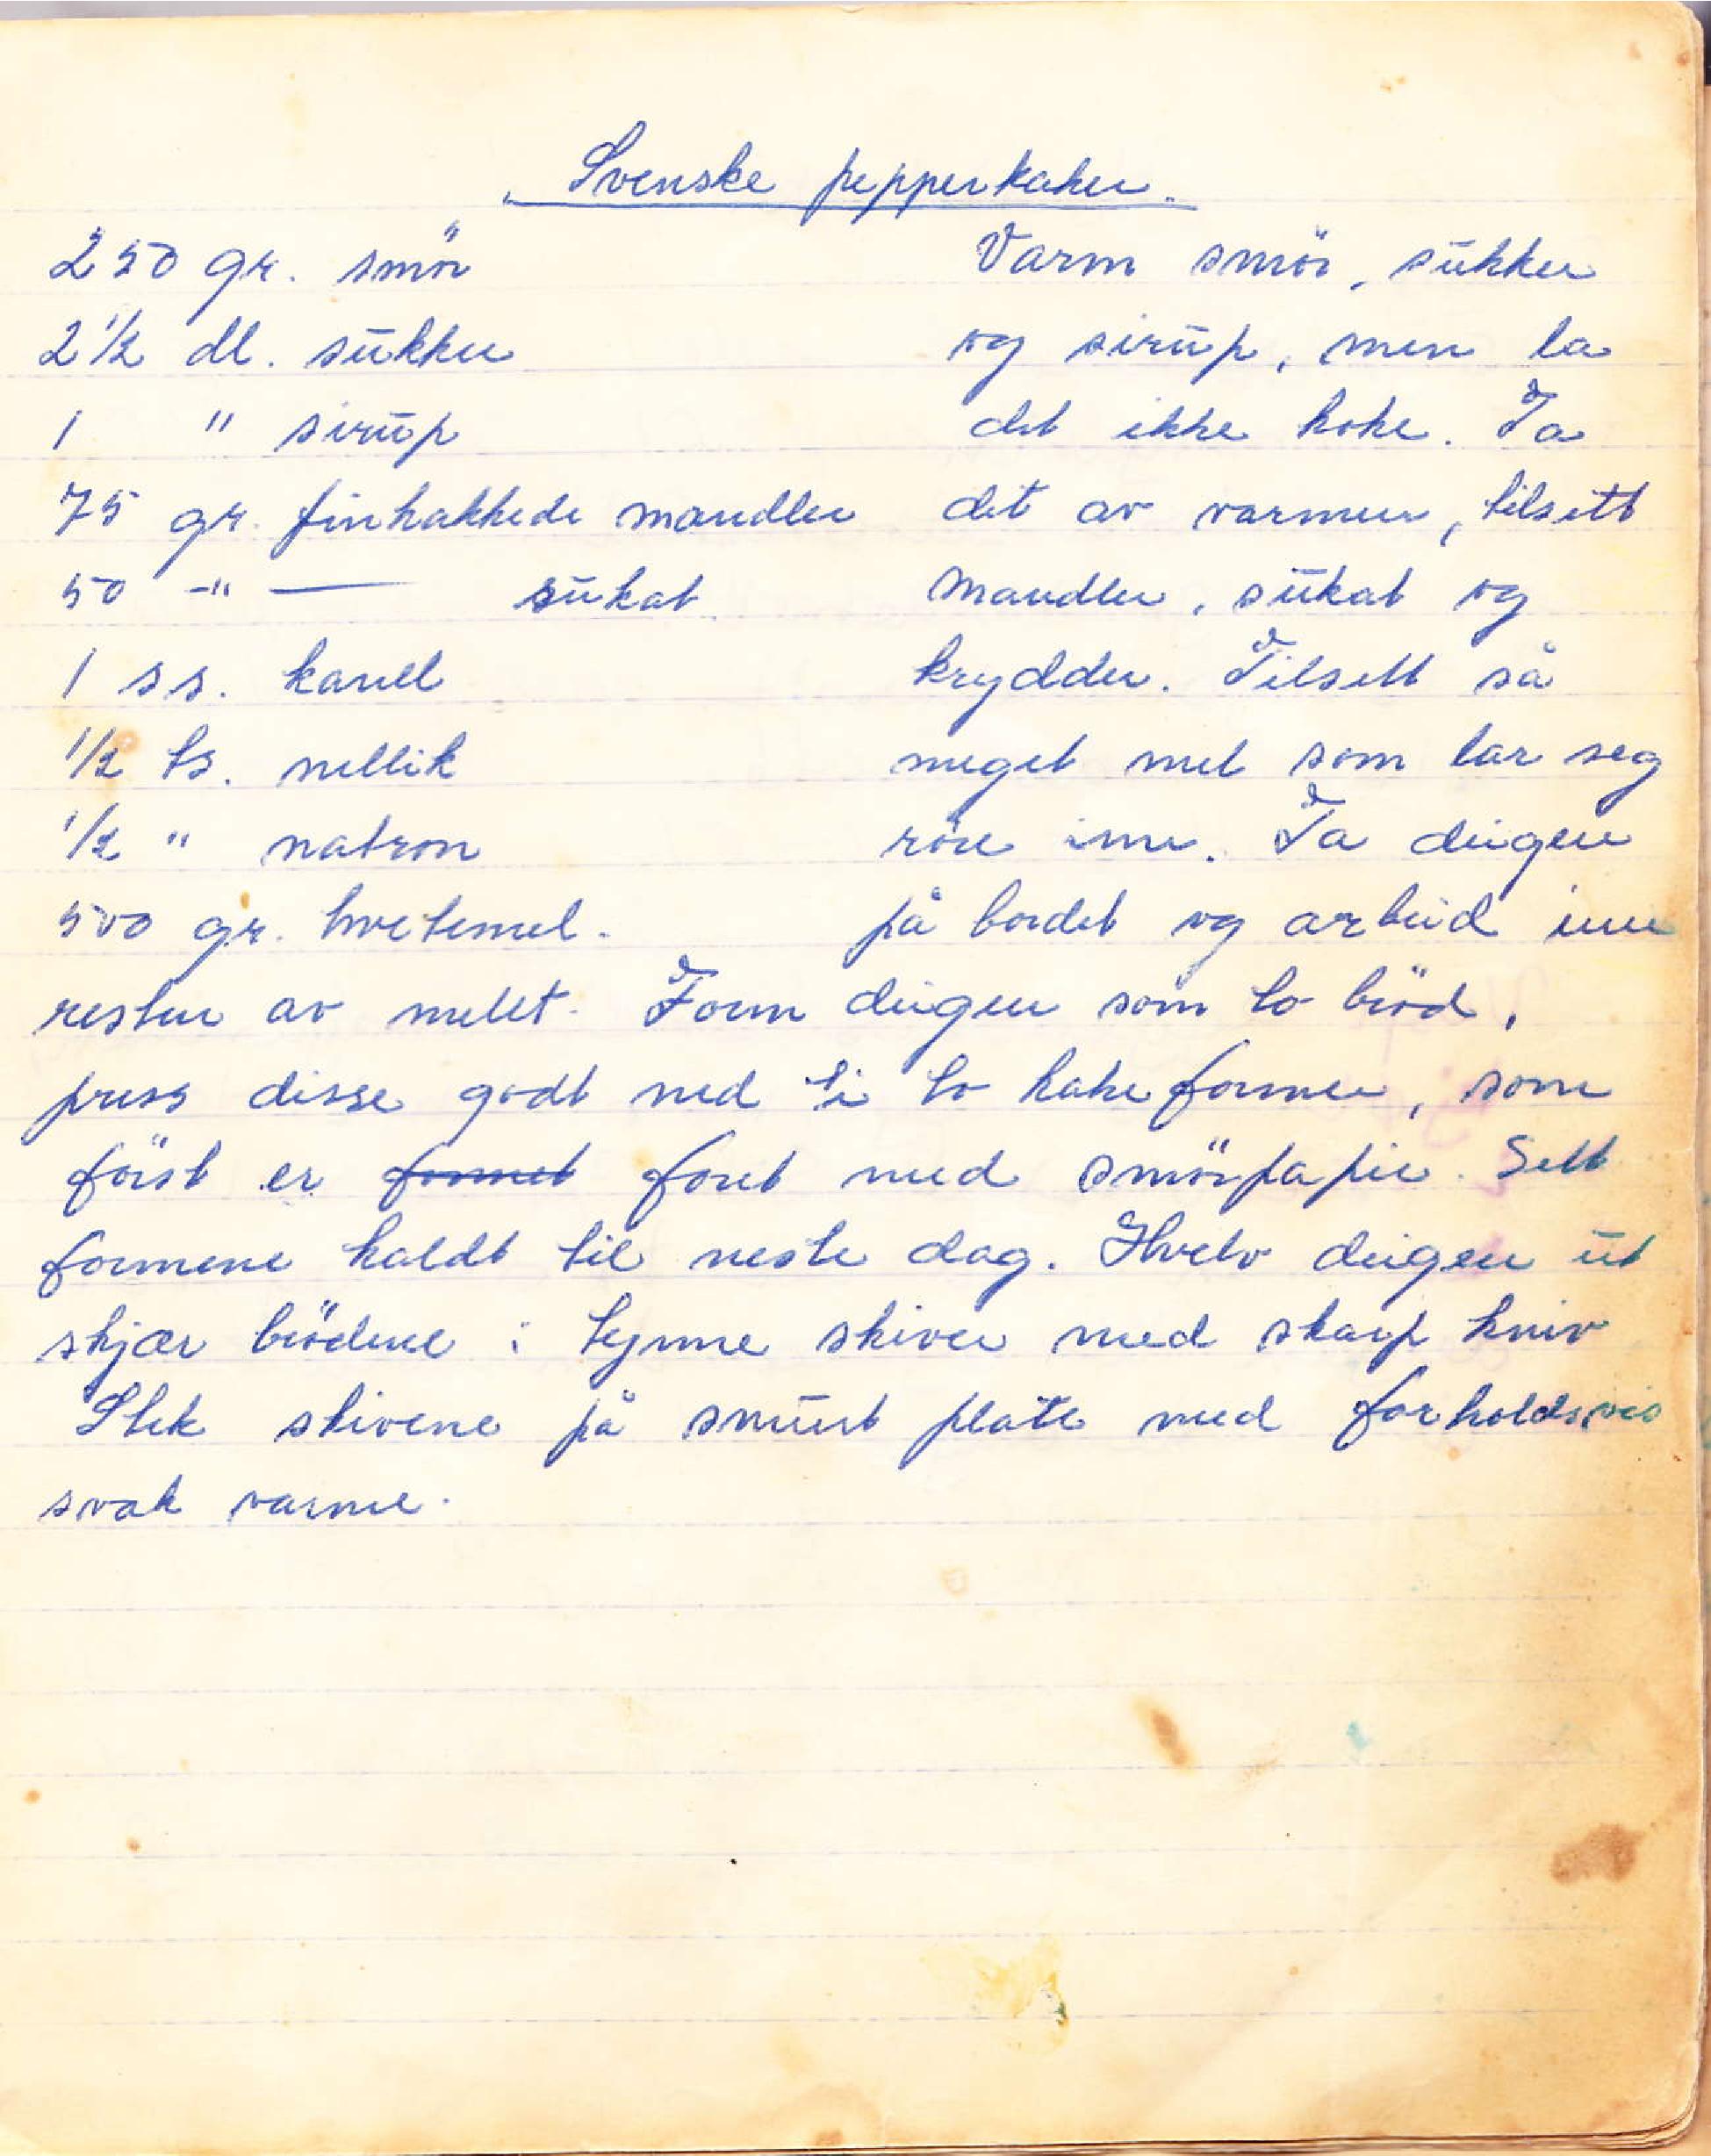 Svenske pepperkaker.
250 gr. smör
2 1/2 dl. sukker
1 " sirup
75 gr. finhakkede mandler
50 -"- — sukat.
1 ss. kanel
1/2 ts. nellik
1/2 " natron
500 gr. hvetemel.
Varm smör, sukker
og sirup, men la
det ikke koke. Ta
det av varmen, tilsett
mandler, sukat og
krydder. Tilsett så
meget mel som lar seg
röre inn. Ta deigen
på bordet og arbeid inn
resten av melet. Form deigen som to bröd,
press disse godt ned i to kakeformer, som
först er formet foret med smörpapir. Sett
formene kaldt til neste dag. Hvelv deigen ut
skjær brödene i tynne skiver med skarp kniv
Stek skivene på smurt plate med forholdsvis
svak varme.